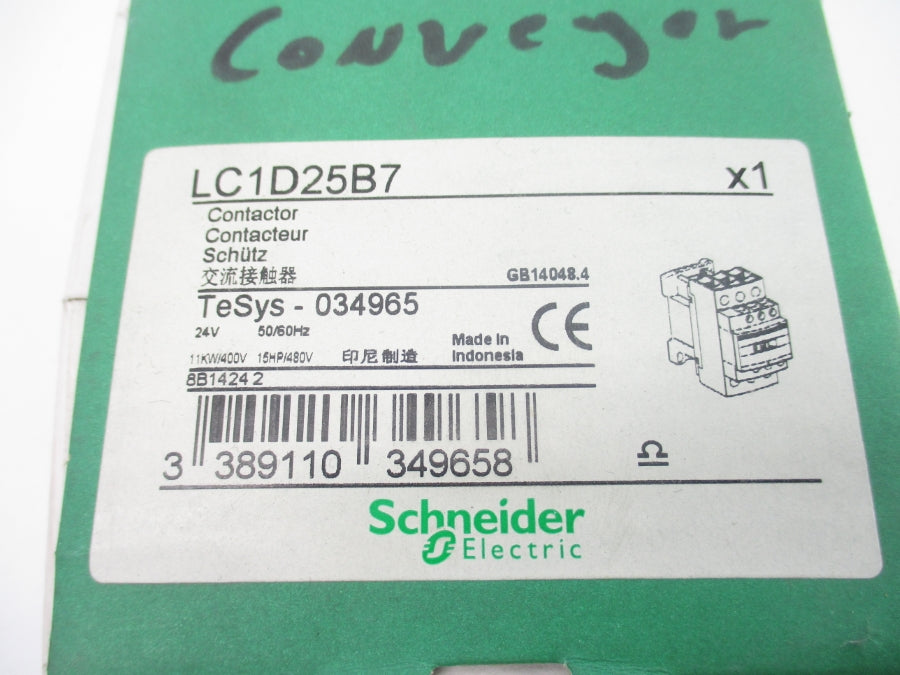 Conveyor
LC1D25B7 x1
Contactor
Contacteur
Schütz
交流接触器 GB14048.4
TeSys - 034965
24V 50/60Hz
11KW/400V 15HP/480V 印尼制造 Made in Indonesia
8B1424 2
3 389110 349658
Schneider
Electric